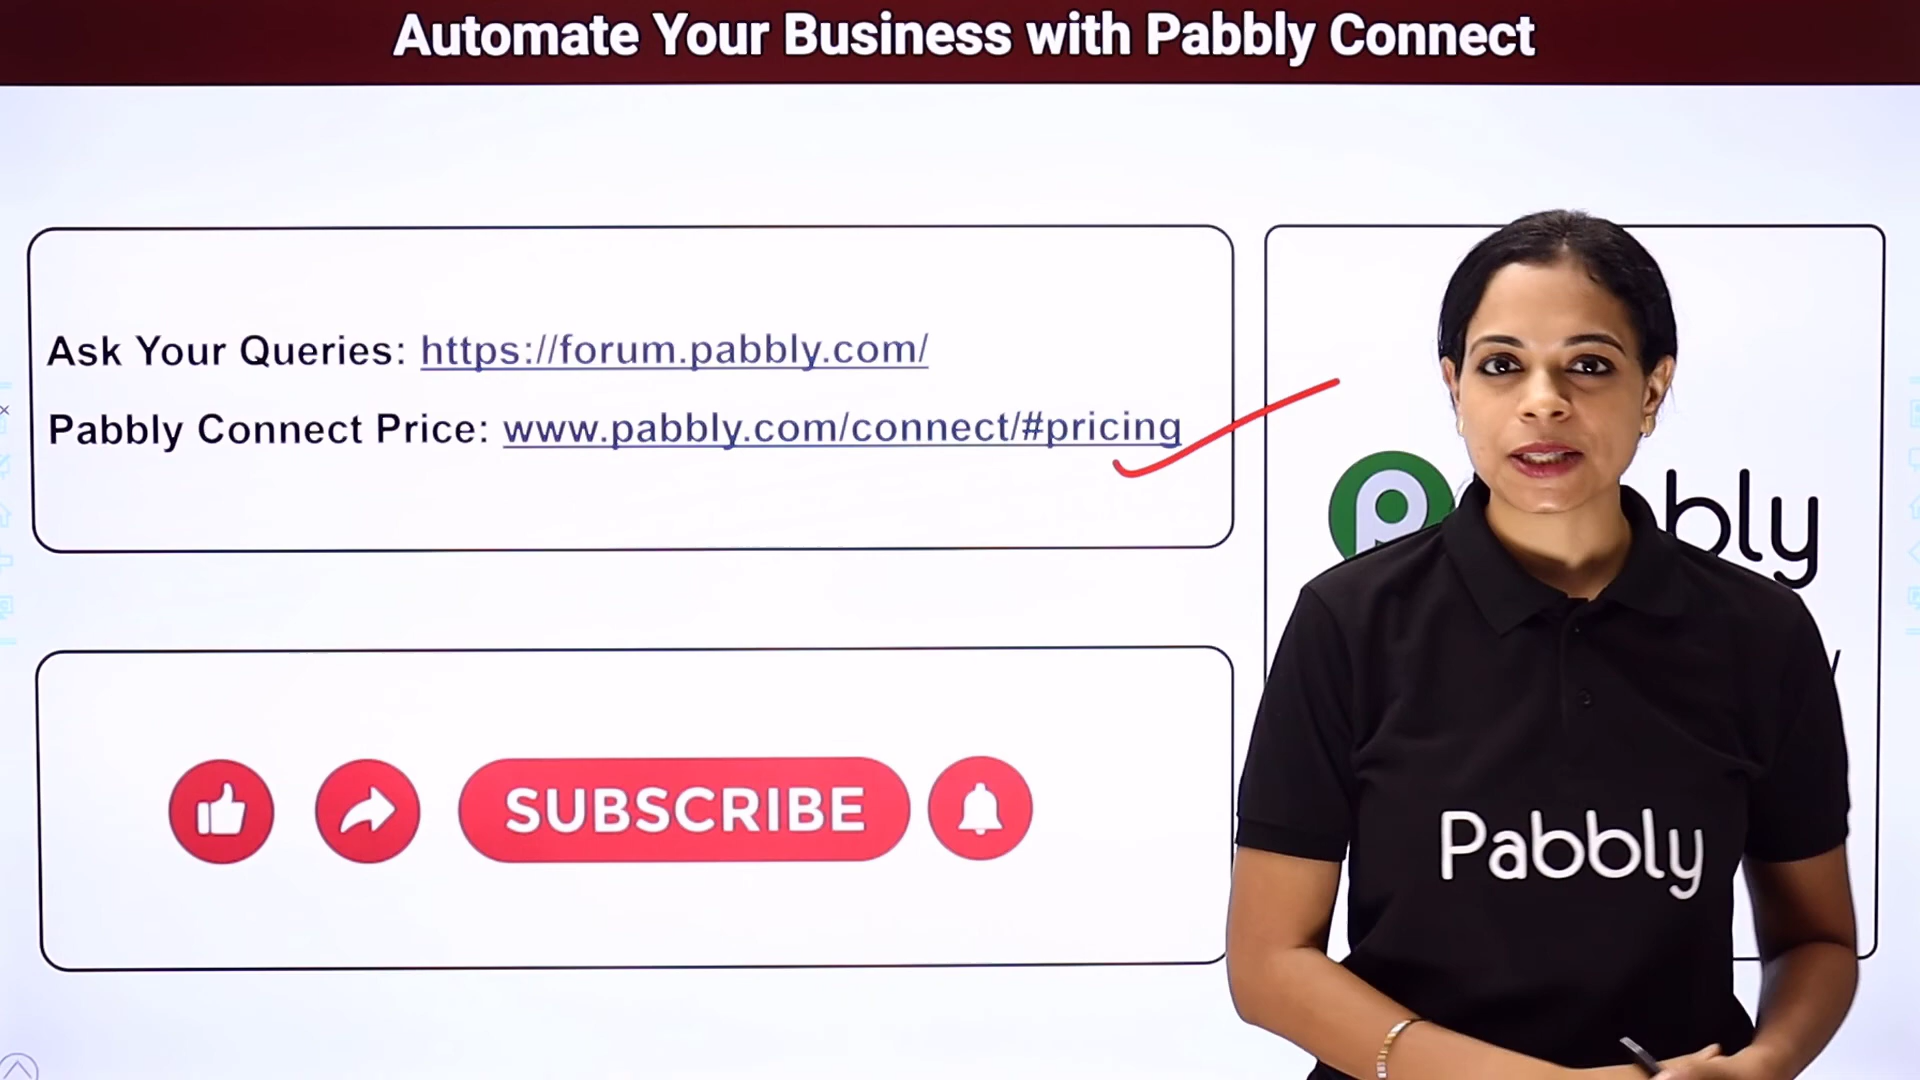 Automate Your Business with Pabbly Connect
Ask Your Queries: https://forum.pabbly.com/
Pabbly Connect Price: www.pabbly.com/connect/#pricing
bly
SUBSCRIBE
Pabbly